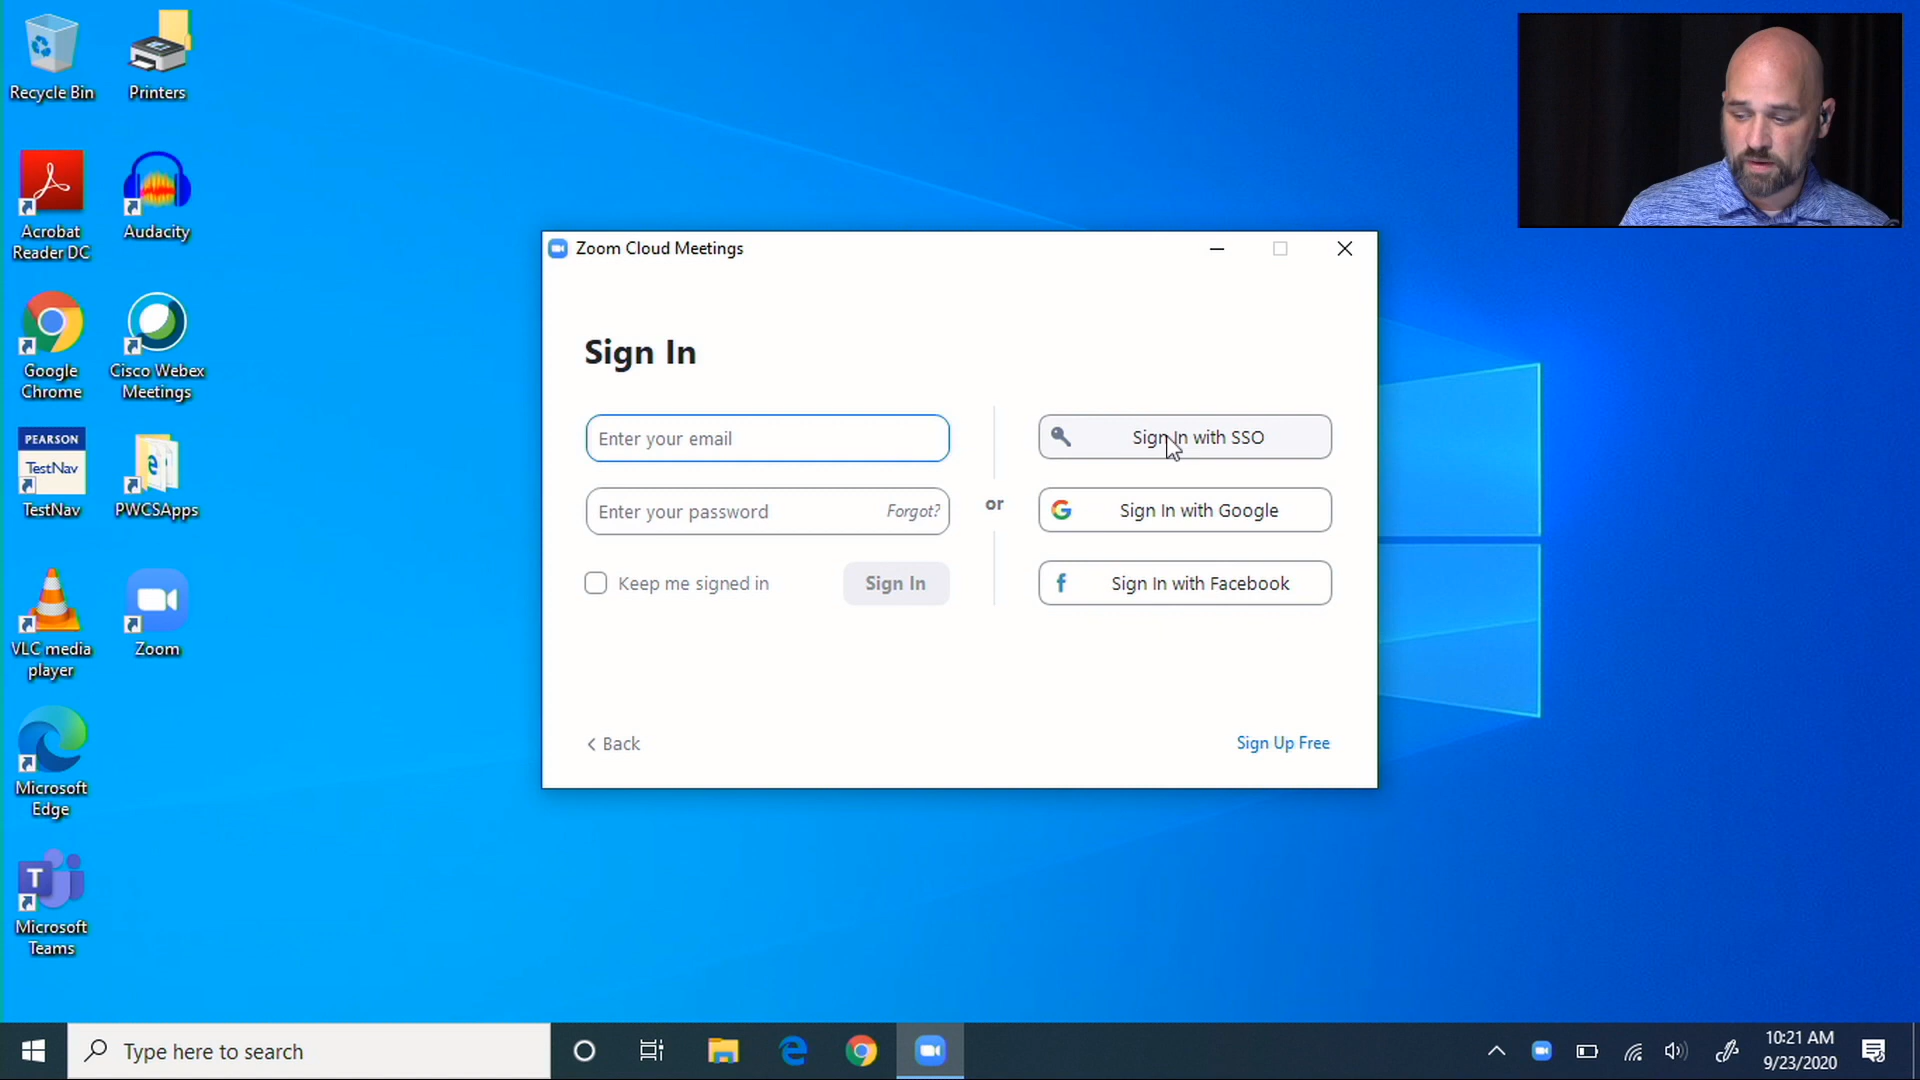 Recycle Bin
Printers
Acrobat
Reader DC
Audacity
Google
Chrome
Cisco Webex
Meetings
PEARSON
TestNav
TestNav
PWCSApps
VLC media
player
Zoom
Microsoft
Edge
T
Microsoft
Teams
Zoom Cloud Meetings
Sign In
Enter your email
Enter your password
Forgot?
Keep me signed in
Sign In
or
Sign In with SSO
Sign In with Google
Sign In with Facebook
Back
Sign Up Free
Type here to search
10:21 AM
9/23/2020